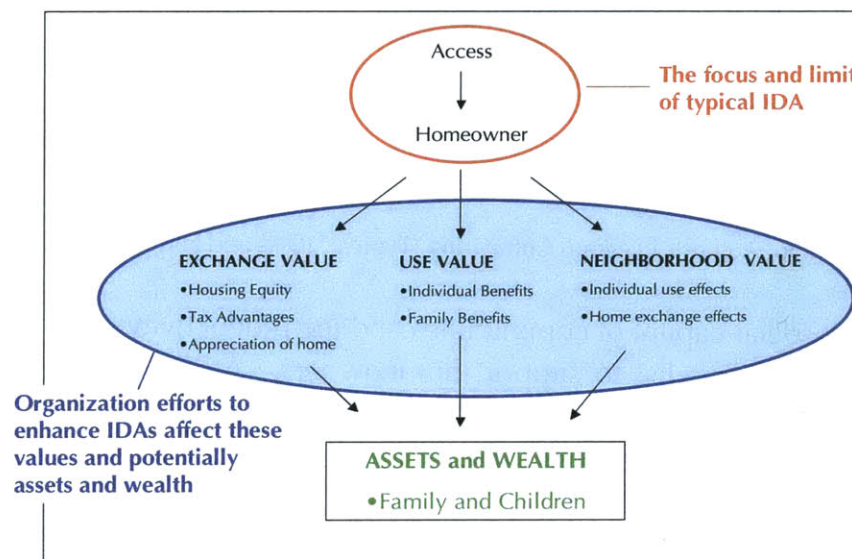 Access
Homeowner
The focus and limit
of typical IDA
EXCHANGE VALUE
•Housing Equity
•Tax Advantages
•Appreciation of home
USE VALUE
•Individual Benefits
•Family Benefits
NEIGHBORHOOD VALUE
•Individual use effects
•Home exchange effects
Organization efforts to
enhance IDAs affect these
values and potentially
assets and wealth
ASSETS and WEALTH
•Family and Children